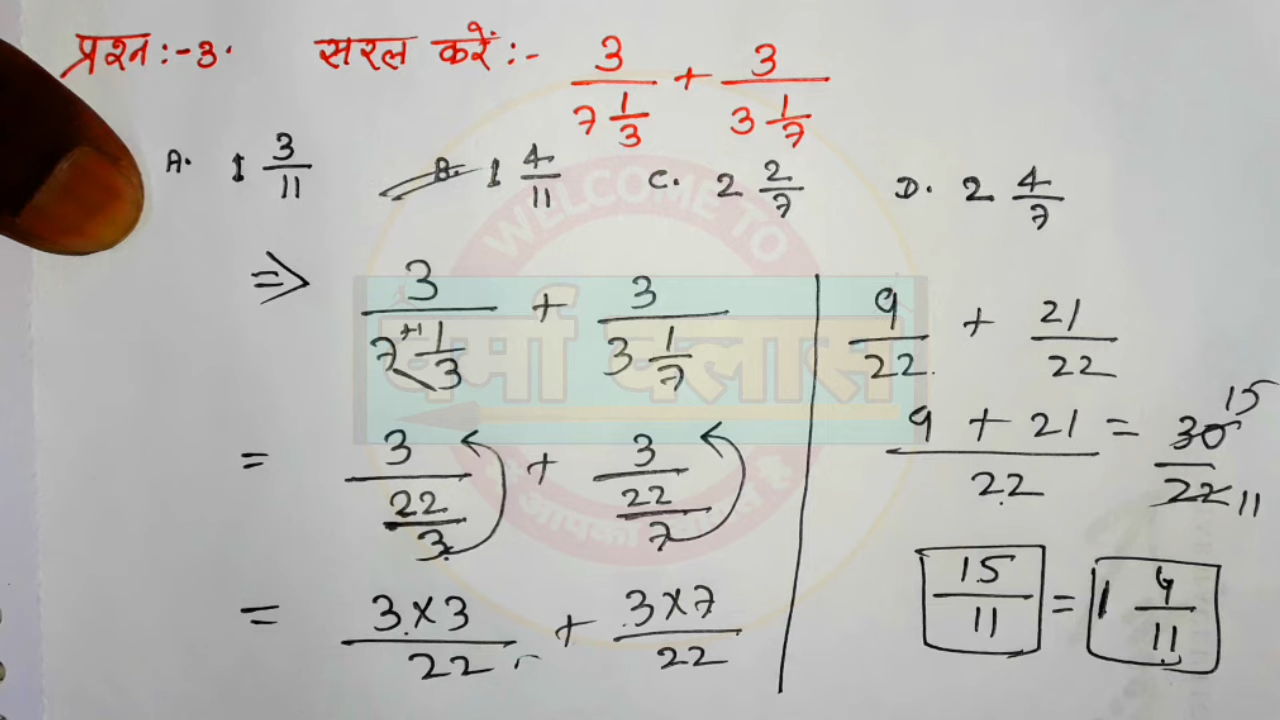 प्रश्न:-3. सरल करें:- 3/(7 1/3) + 3/(3 1/7)
A. 1 3/11 B. 1 4/11 C. 2 2/7 D. 2 4/7
WELCOME TO
वर्मा क्लास
=> 3/(7 +1 1/3) + 3/(3 1/7)
= 3/(22/3) + 3/(22/7)
= 3×3/22 + 3×7/22
9/22 + 21/22
9 + 21/22 = 30/22 15 11
15/11 = 1 4/11